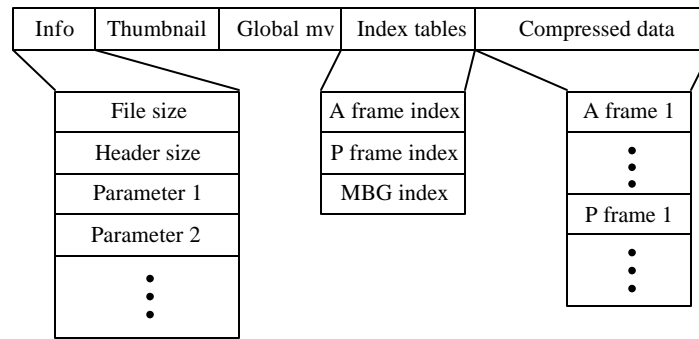 Info Thumbnail Global mv Index tables Compressed data
File size
Header size
Parameter 1
Parameter 2
A frame index
P frame index
MBG index
A frame 1
P frame 1